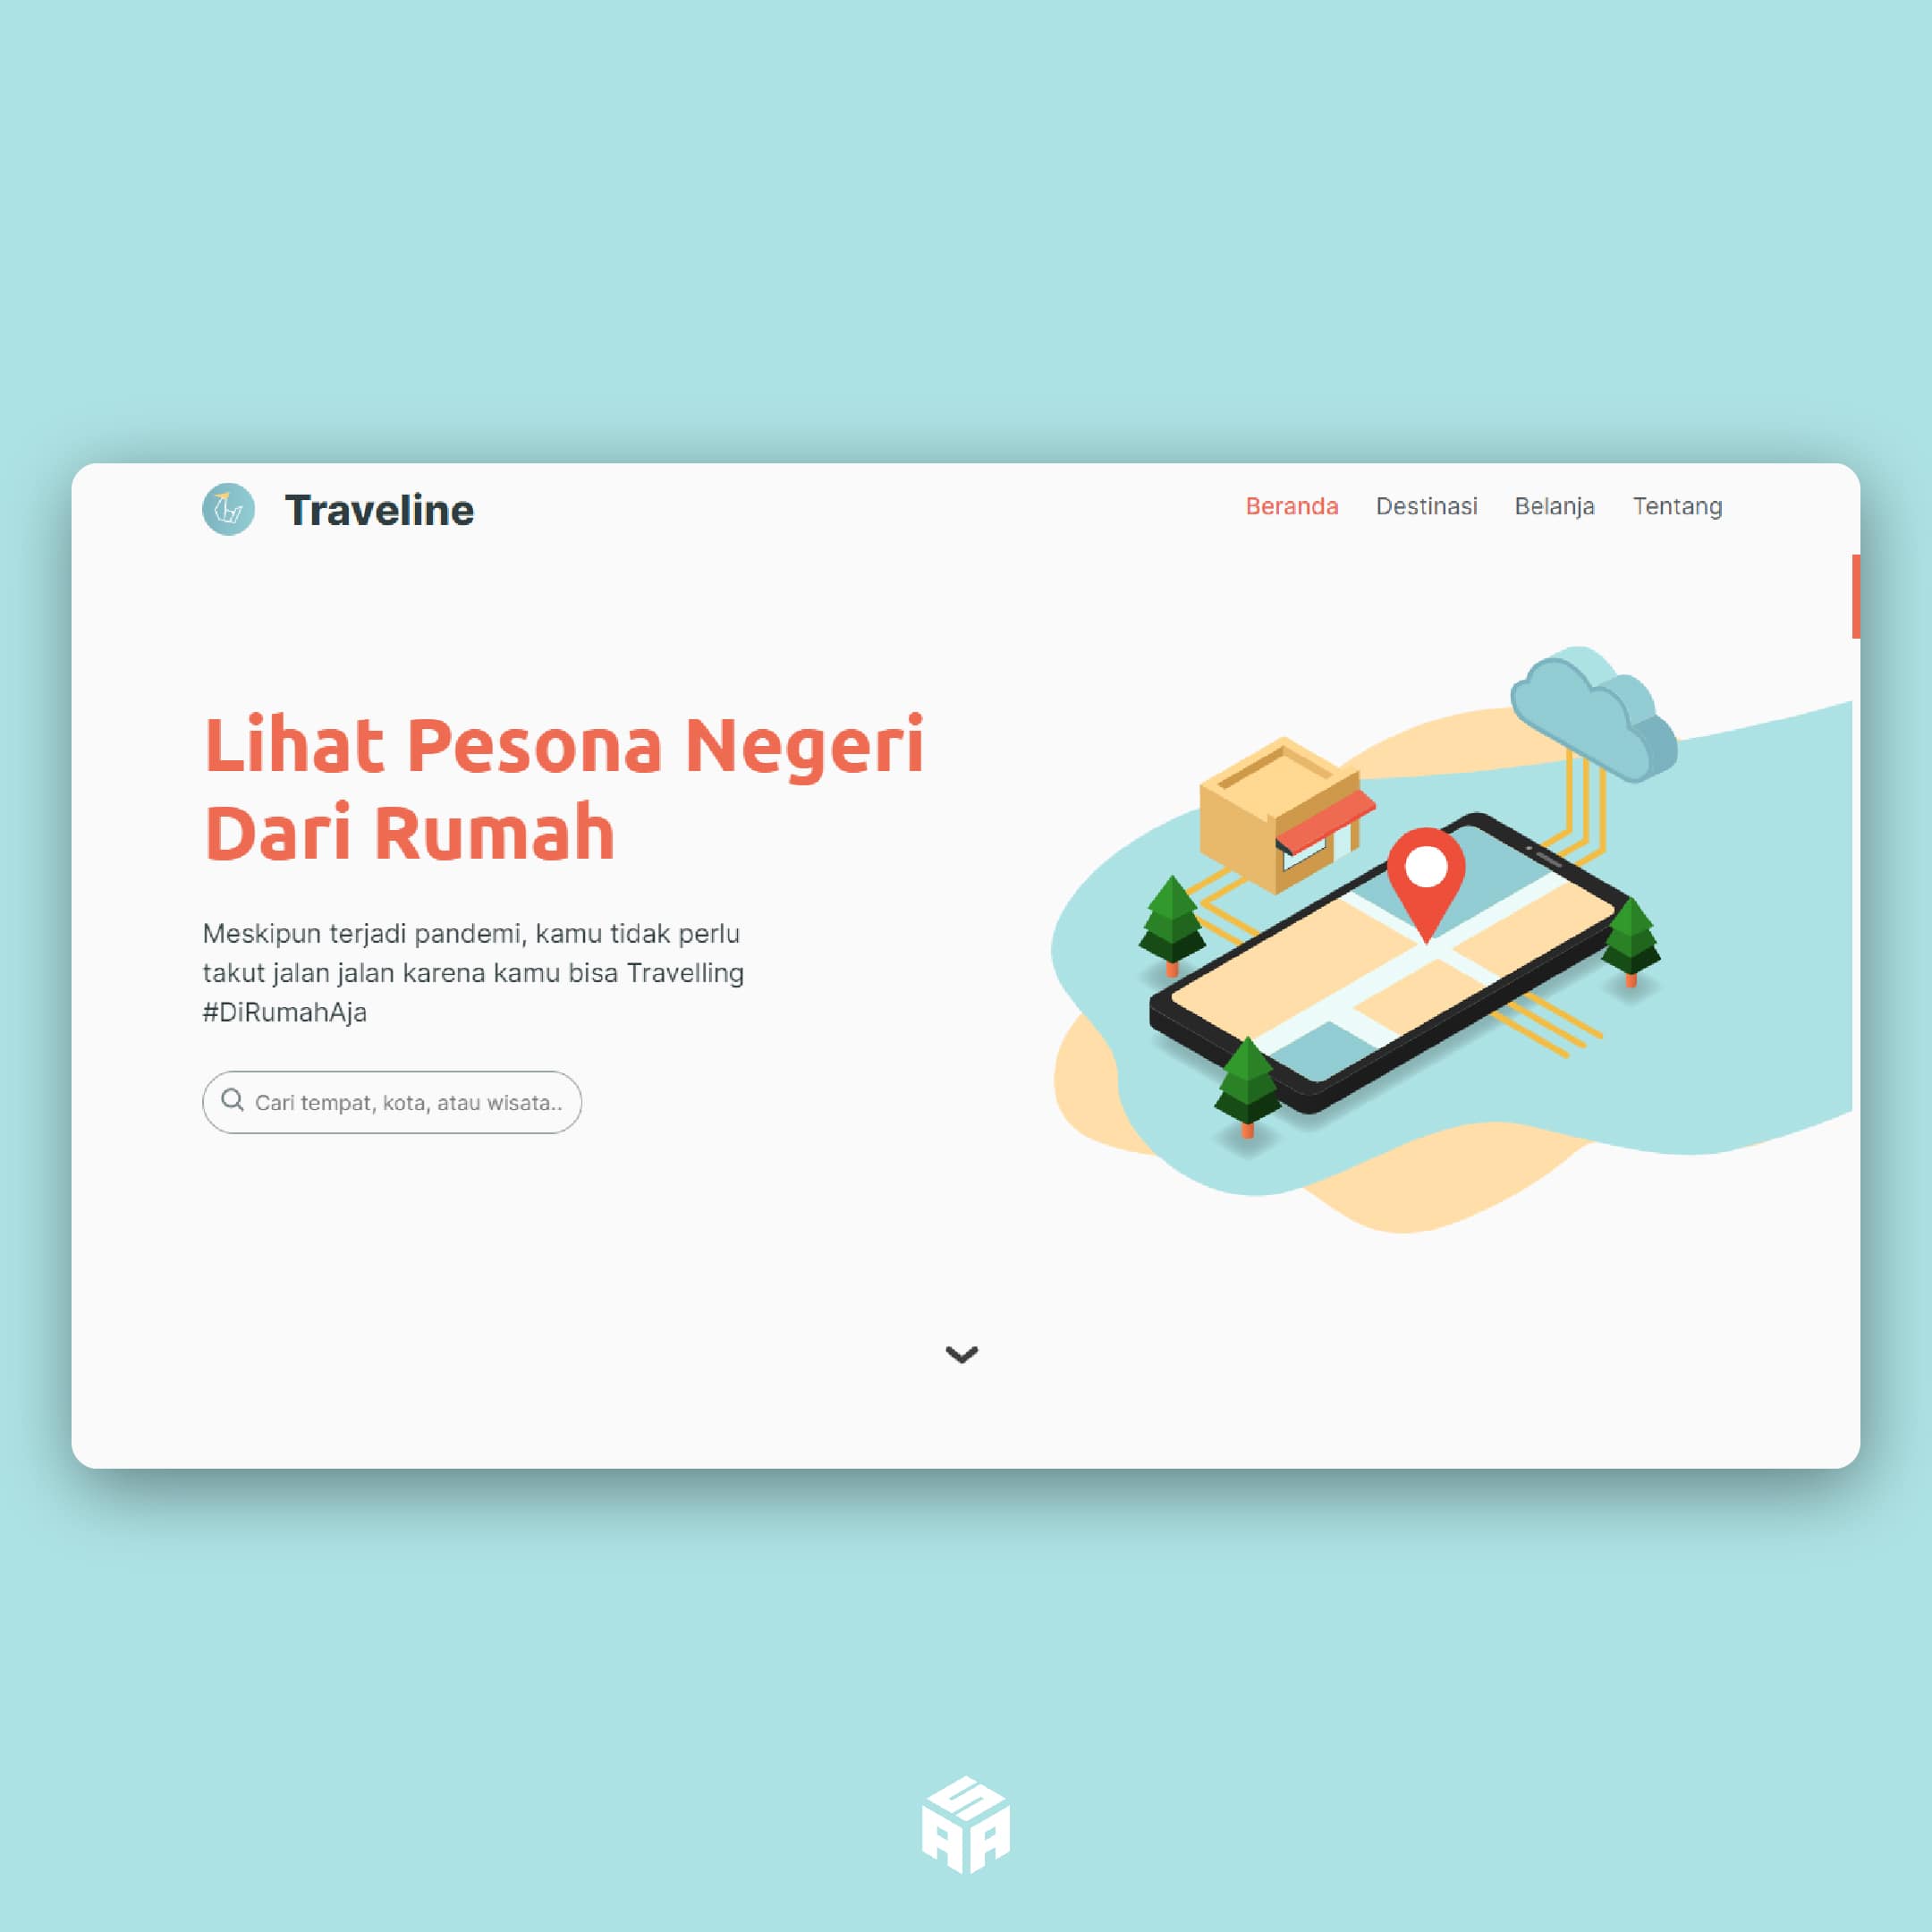 Traveline
Beranda Destinasi Belanja Tentang
Lihat Pesona Negeri
Dari Rumah
Meskipun terjadi pandemi, kamu tidak perlu
takut jalan jalan karena kamu bisa Travelling
#DiRumahAja
Cari tempat, kota, atau wisata..
ASA